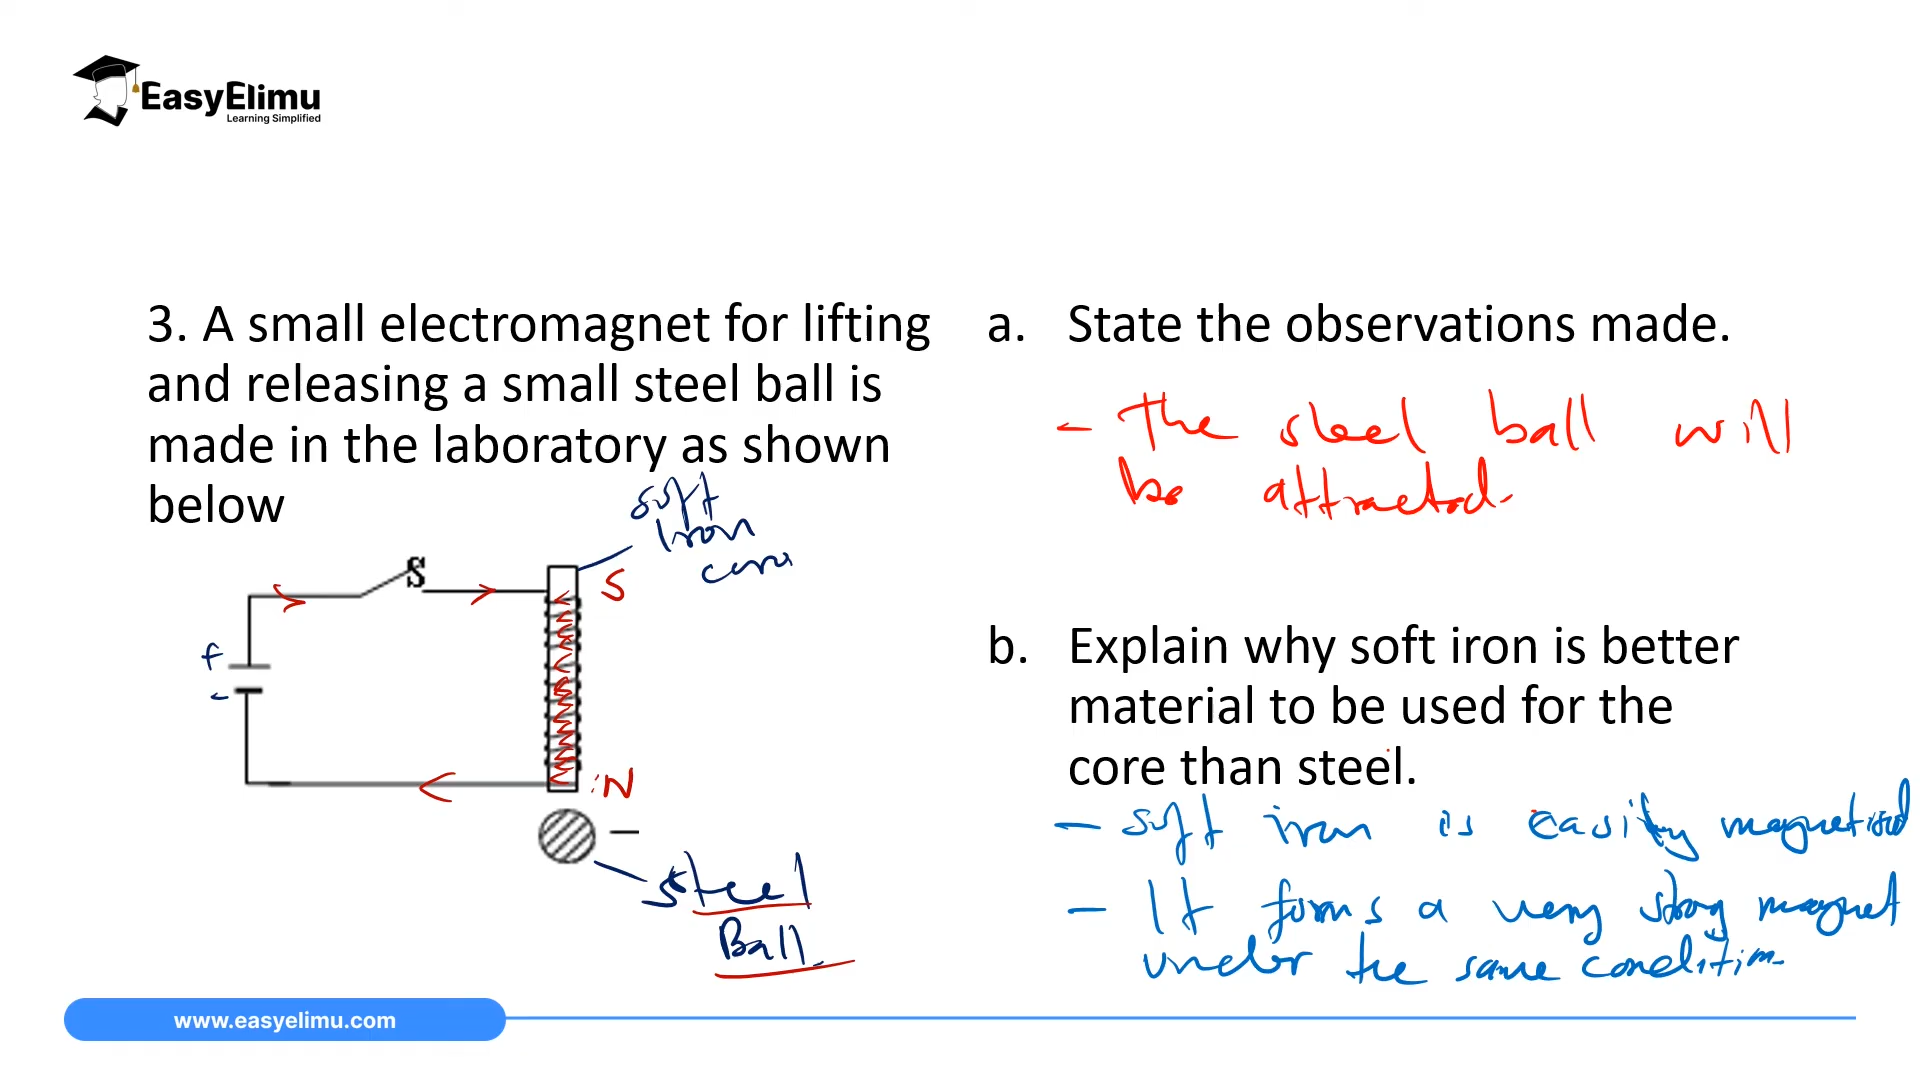 EasyElimu
Learning Simplified
3. A small electromagnet for lifting
and releasing a small steel ball is
made in the laboratory as shown
below
soft
Iron
core
S
S
+
-
N
steel
Ball
a. State the observations made.
- The steel ball will
be attracted.
b. Explain why soft iron is better
material to be used for the
core than steel.
- soft iron is easily magnetised
- It forms a very strong magnet
under the same condition.
www.easyelimu.com